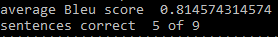 average Bleu score  0.814574314574
sentences correct  5 of 9